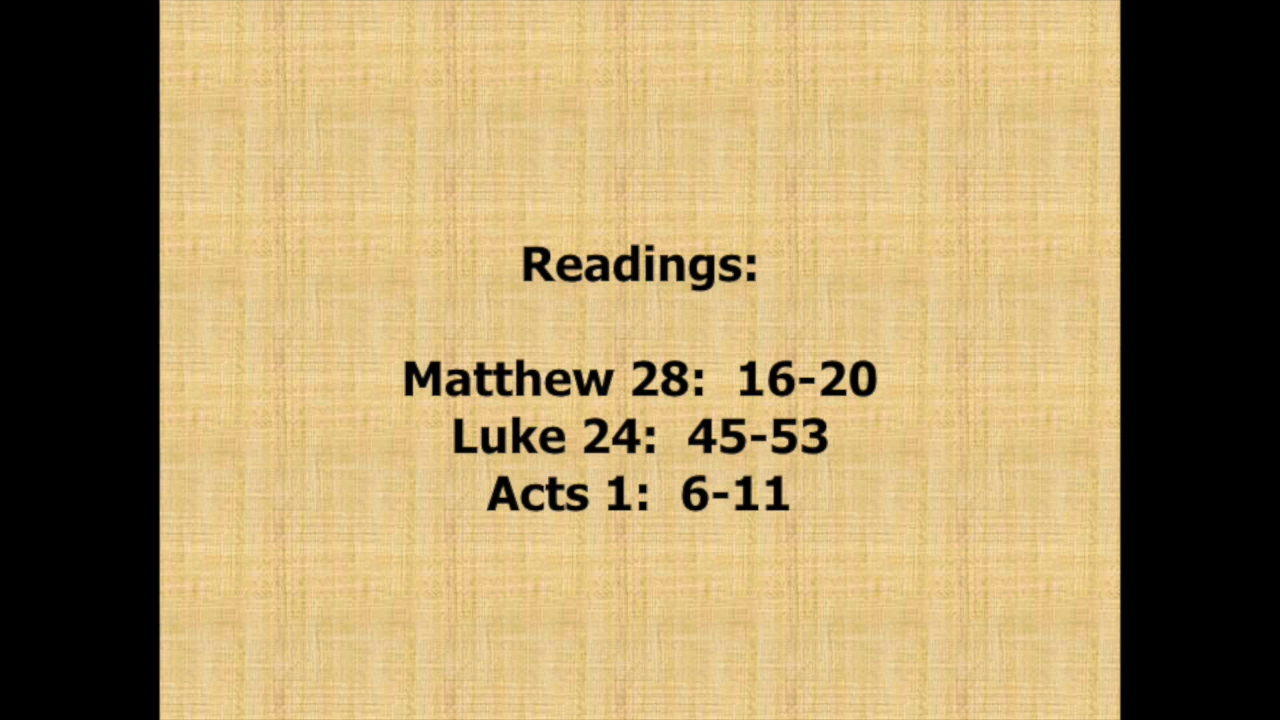 Readings:
Matthew 28:  16-20
Luke 24:  45-53
Acts 1:  6-11